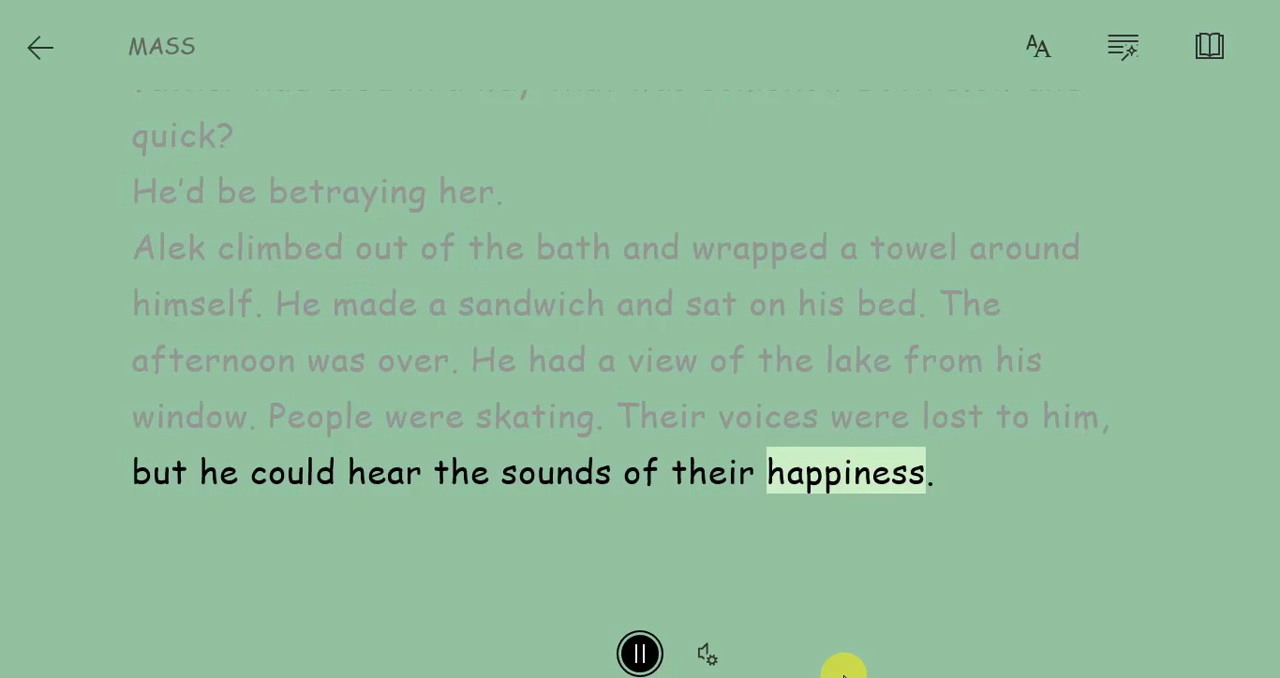 MASS
AA
quick?
He'd be betraying her.
Alek climbed out of the bath and wrapped a towel around
himself. He made a sandwich and sat on his bed. The
afternoon was over. He had a view of the lake from his
window. People were skating. Their voices were lost to him,
but he could hear the sounds of their happiness.